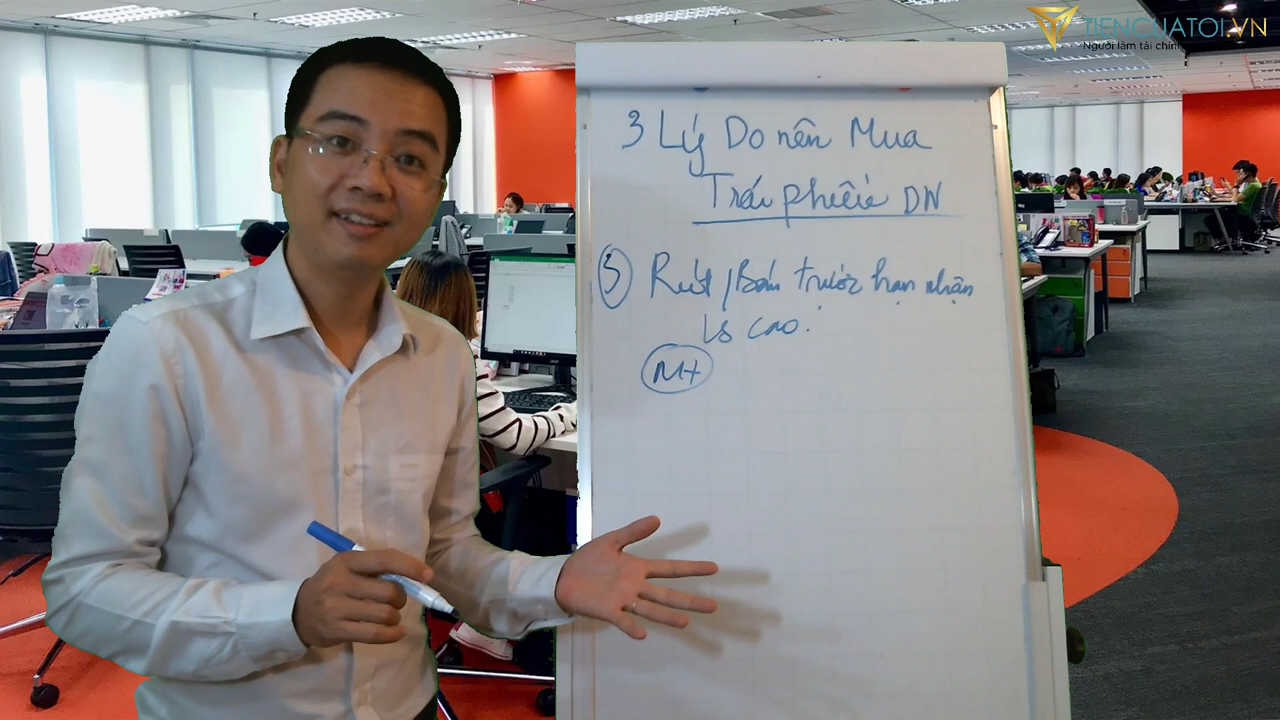 TIENCUATOI.VN
Người làm tài chính
3 Lý Do nên Mua
Trái phiếu DN
③ Rút / Bán trước hạn nhận
LS cao.